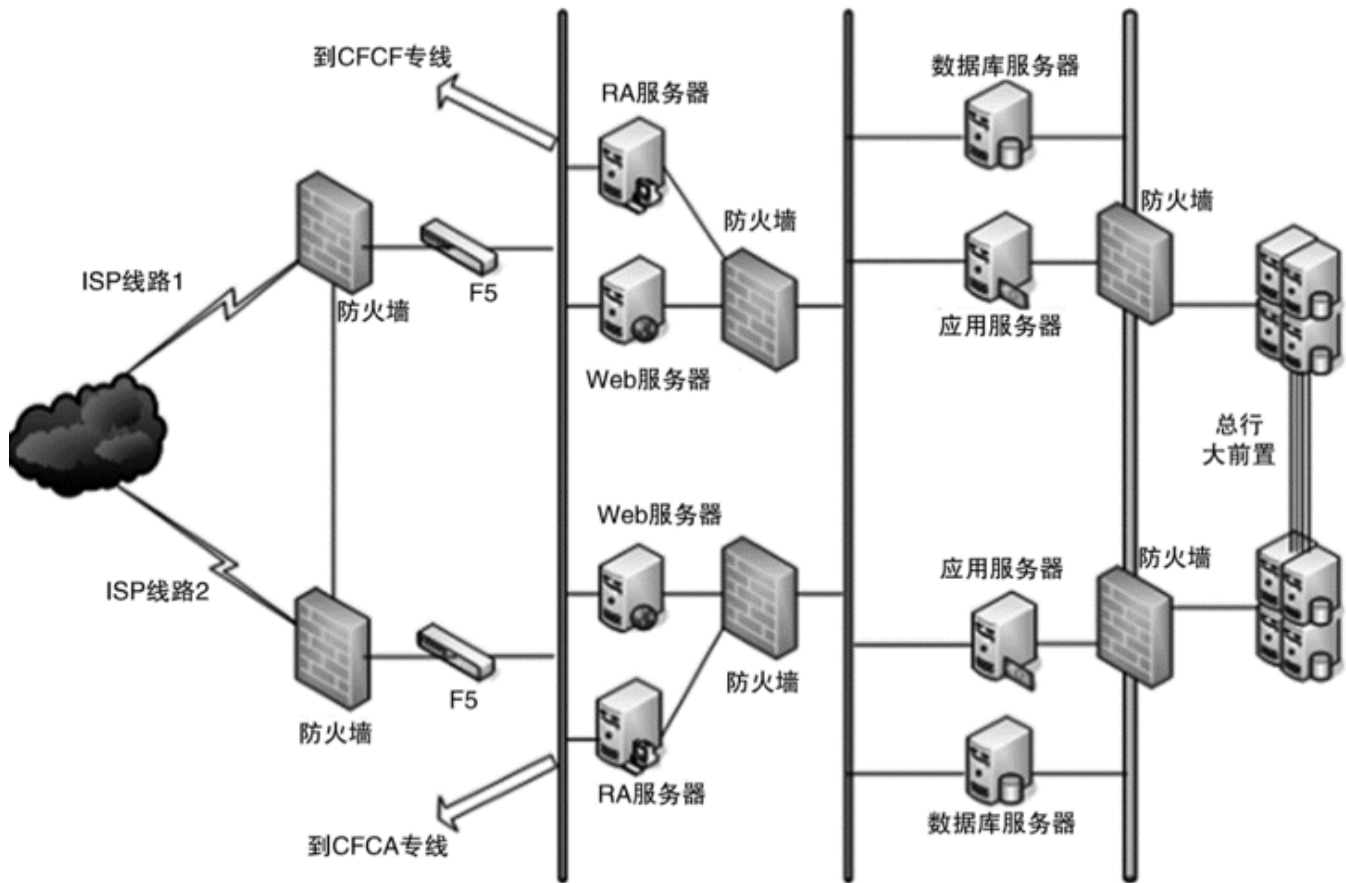 到CFCF专线
RA服务器
数据库服务器
防火墙
防火墙
ISP线路1
防火墙
F5
应用服务器
Web服务器
总行
大前置
Web服务器
ISP线路2
应用服务器
防火墙
防火墙
F5
防火墙
RA服务器
数据库服务器
到CFCA专线